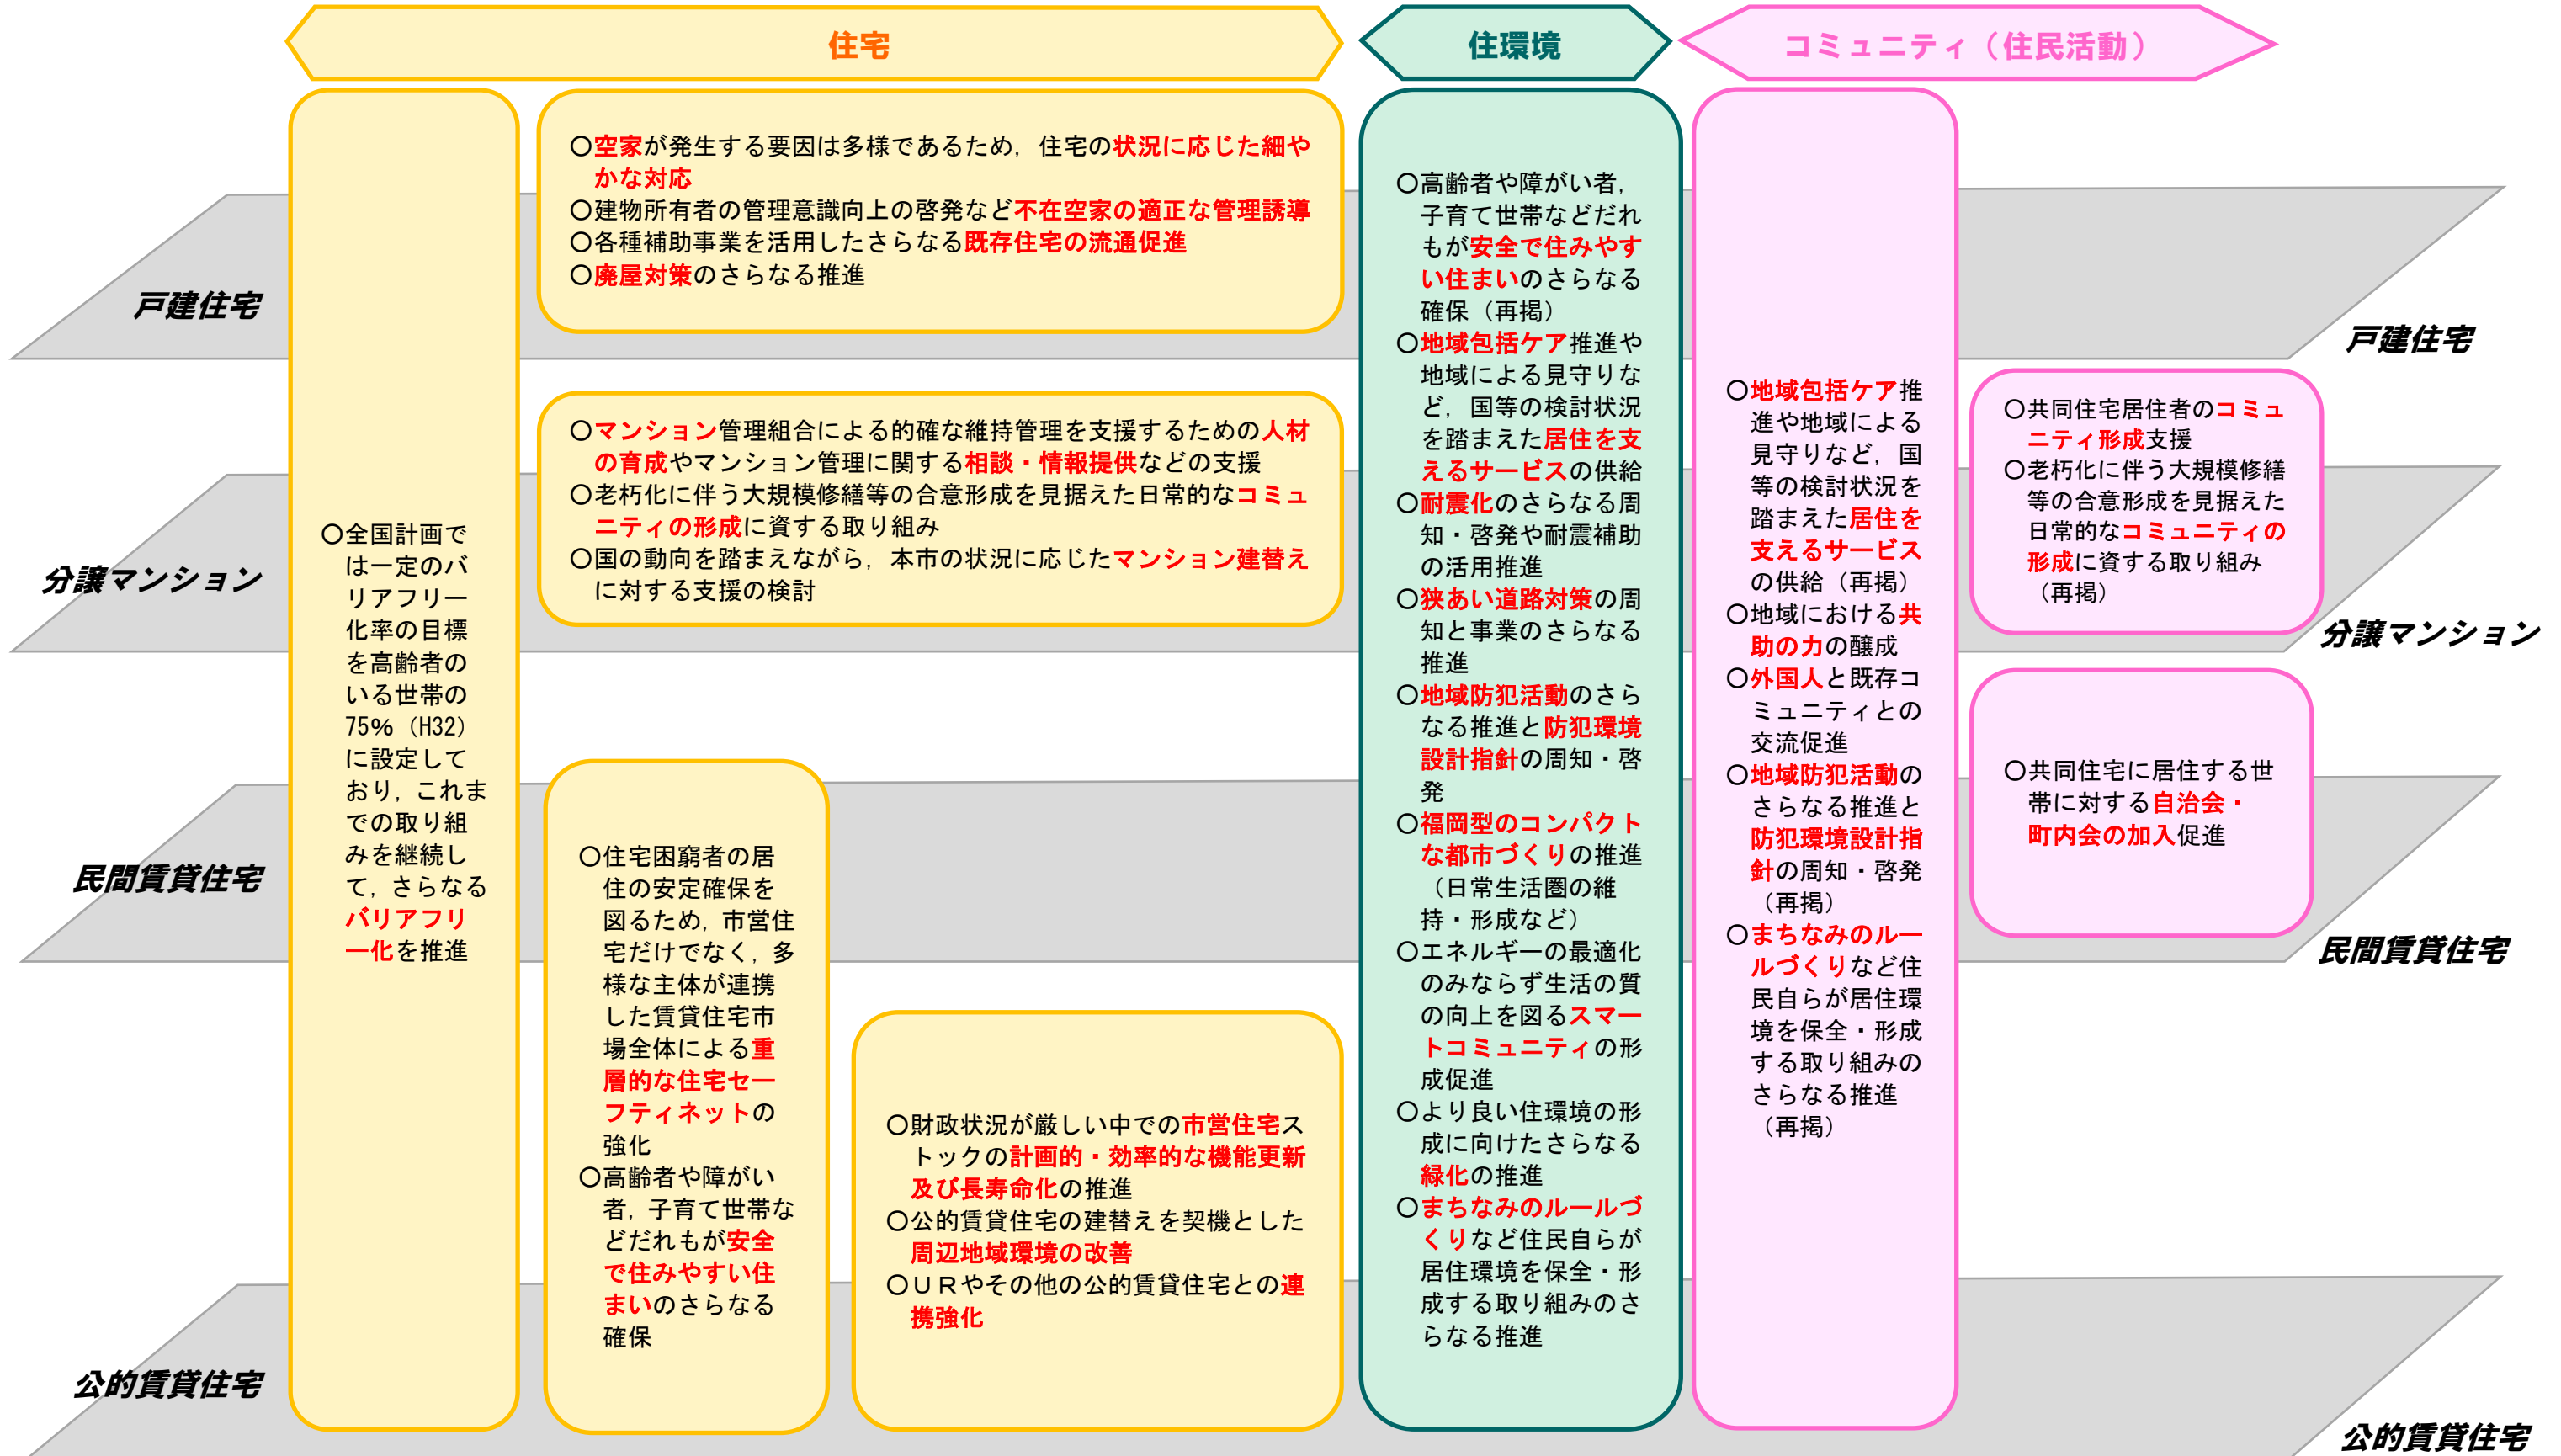 住宅
住環境
コミュニティ（住民活動）
戸建住宅
分譲マンション
民間賃貸住宅
公的賃貸住宅
〇全国計画で
は一定のバ
リアフリー
化率の目標
を高齢者の
いる世帯の
75％（H32）
に設定して
おり，これま
での取り組
みを継続し
て，さらなる
バリアフリ
ー化を推進
〇空家が発生する要因は多様であるため，住宅の状況に応じた細や
かな対応
〇建物所有者の管理意識向上の啓発など不在空家の適正な管理誘導
〇各種補助事業を活用したさらなる既存住宅の流通促進
〇廃屋対策のさらなる推進
〇マンション管理組合による的確な維持管理を支援するための人材
の育成やマンション管理に関する相談・情報提供などの支援
〇老朽化に伴う大規模修繕等の合意形成を見据えた日常的なコミュ
ニティの形成に資する取り組み
〇国の動向を踏まえながら，本市の状況に応じたマンション建替え
に対する支援の検討
〇住宅困窮者の居
住の安定確保を
図るため，市営住
宅だけでなく，多
様な主体が連携
した賃貸住宅市
場全体による重
層的な住宅セー
フティネットの
強化
〇高齢者や障がい
者，子育て世帯な
どだれもが安全
で住みやすい住
まいのさらなる
確保
〇財政状況が厳しい中での市営住宅ス
トックの計画的・効率的な機能更新
及び長寿命化の推進
〇公的賃貸住宅の建替えを契機とした
周辺地域環境の改善
〇ＵＲやその他の公的賃貸住宅との連
携強化
〇高齢者や障がい者，
子育て世帯などだれ
もが安全で住みやす
い住まいのさらなる
確保（再掲）
〇地域包括ケア推進や
地域による見守りな
ど，国等の検討状況
を踏まえた居住を支
えるサービスの供給
〇耐震化のさらなる周
知・啓発や耐震補助
の活用推進
〇狭あい道路対策の周
知と事業のさらなる
推進
〇地域防犯活動のさら
なる推進と防犯環境
設計指針の周知・啓
発
〇福岡型のコンパクト
な都市づくりの推進
（日常生活圏の維
持・形成など）
〇エネルギーの最適化
のみならず生活の質
の向上を図るスマー
トコミュニティの形
成促進
〇より良い住環境の形
成に向けたさらなる
緑化の推進
〇まちなみのルールづ
くりなど住民自らが
居住環境を保全・形
成する取り組みのさ
らなる推進
〇地域包括ケア推
進や地域による
見守りなど，国
等の検討状況を
踏まえた居住を
支えるサービス
の供給（再掲）
〇地域における共
助の力の醸成
〇外国人と既存コ
ミュニティとの
交流促進
〇地域防犯活動の
さらなる推進と
防犯環境設計指
針の周知・啓発
（再掲）
〇まちなみのルー
ルづくりなど住
民自らが居住環
境を保全・形成
する取り組みの
さらなる推進
（再掲）
〇共同住宅居住者のコミュ
ニティ形成支援
〇老朽化に伴う大規模修繕
等の合意形成を見据えた
日常的なコミュニティの
形成に資する取り組み
（再掲）
〇共同住宅に居住する世
帯に対する自治会・
町内会の加入促進
戸建住宅
分譲マンション
民間賃貸住宅
公的賃貸住宅